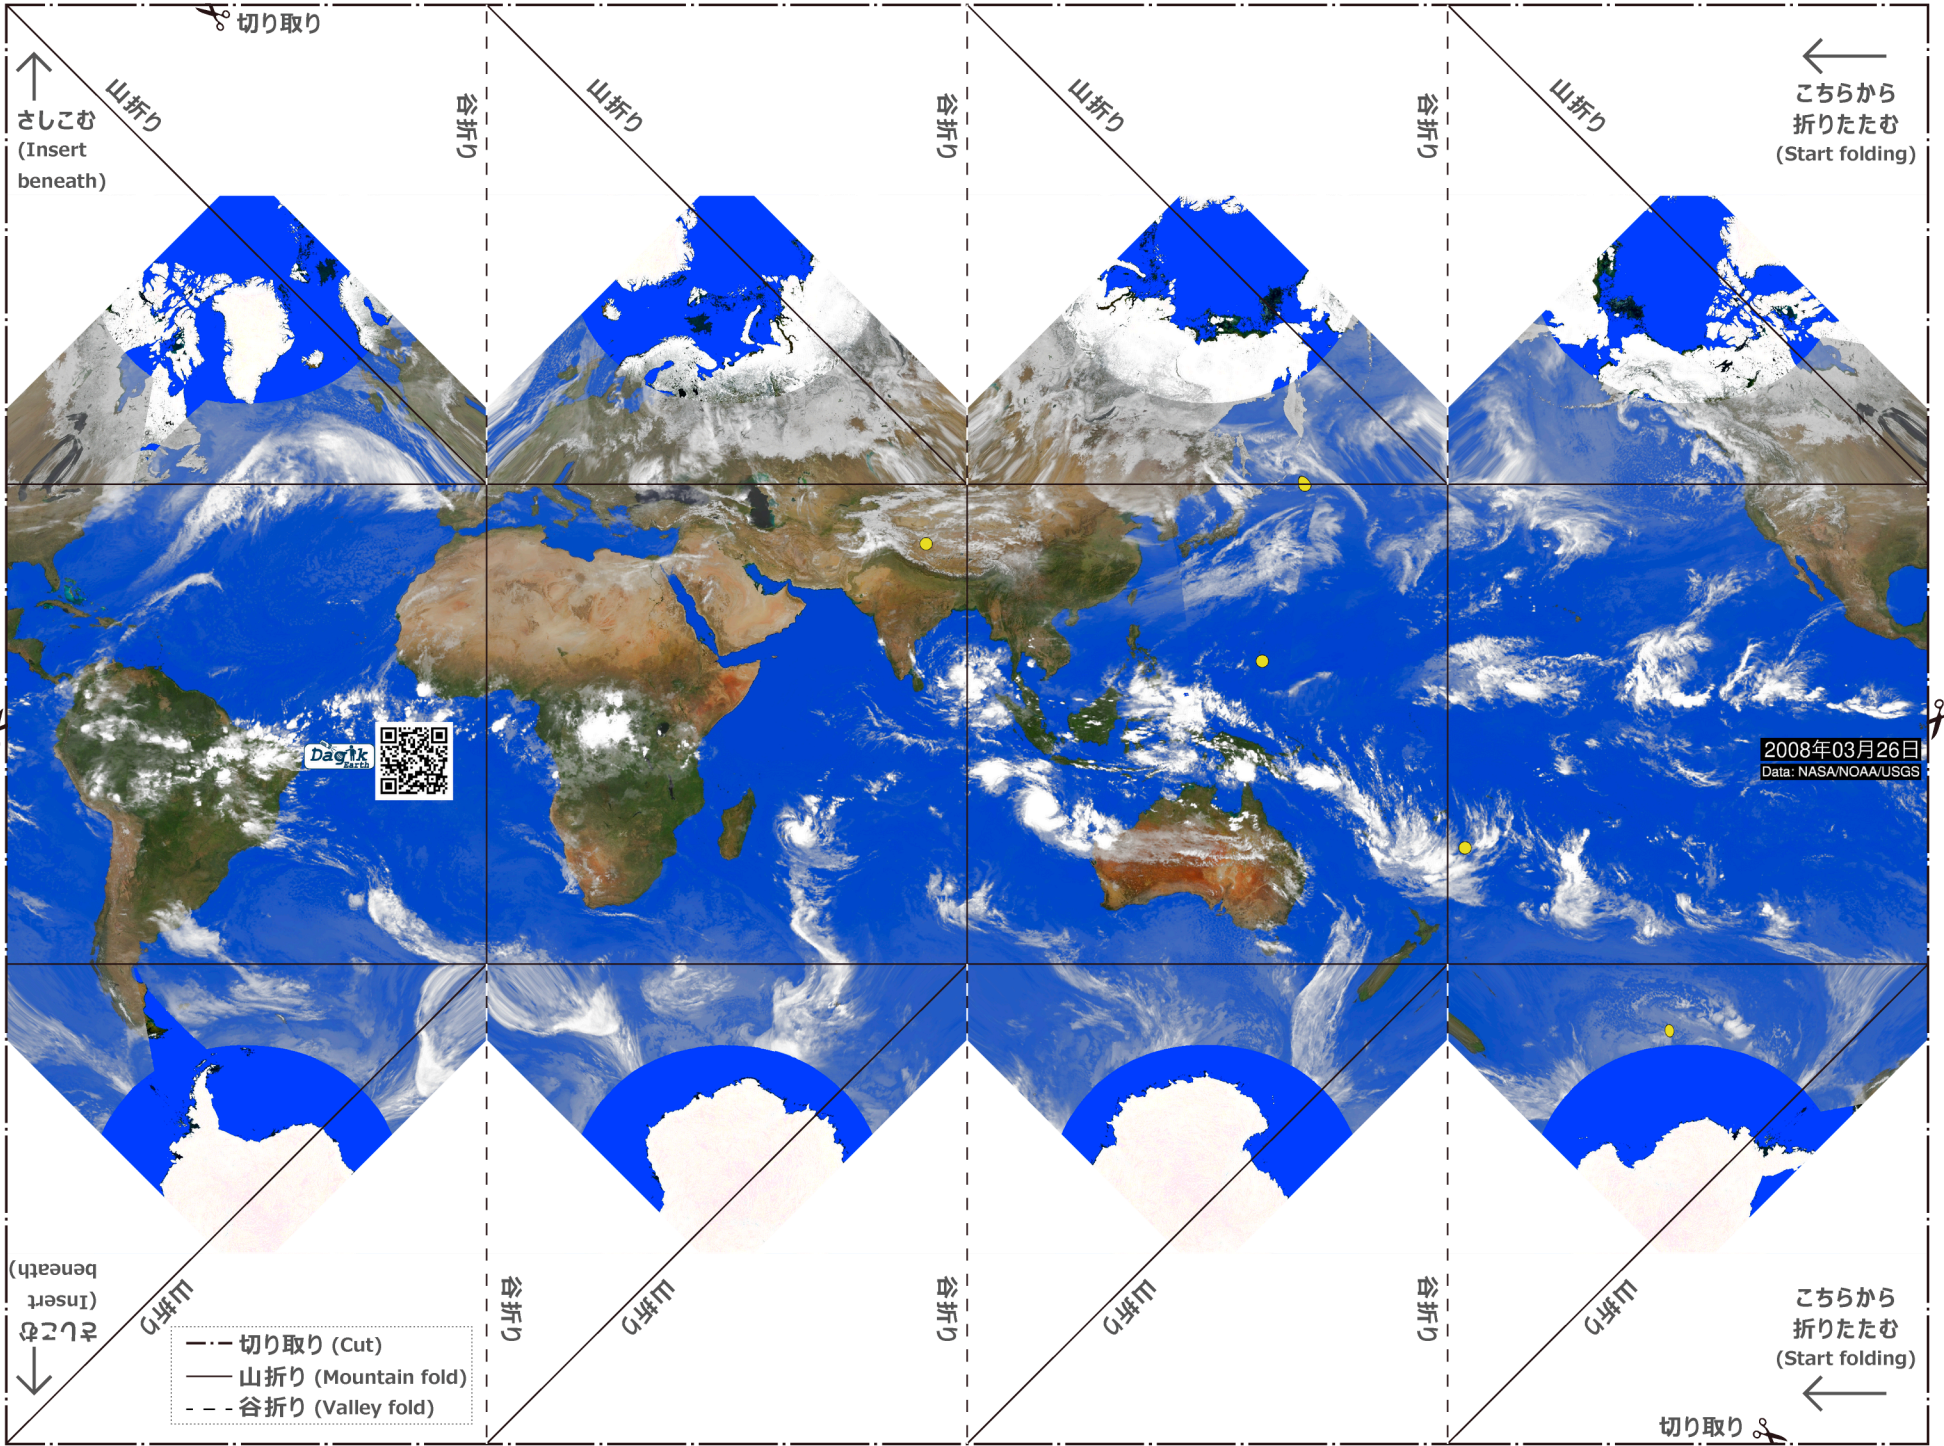 切り取り
山折り
谷折り
山折り
谷折り
山折り
谷折り
山折り
さしこむ
(Insert
beneath)
こちらから
折りたたむ
(Start folding)
Dagik
Earth
2008年03月26日
Data: NASA/NOAA/USGS
さしこむ
(Insert
beneath)
山折り
谷折り
山折り
谷折り
山折り
谷折り
山折り
切り取り (Cut)
山折り (Mountain fold)
谷折り (Valley fold)
こちらから
折りたたむ
(Start folding)
切り取り